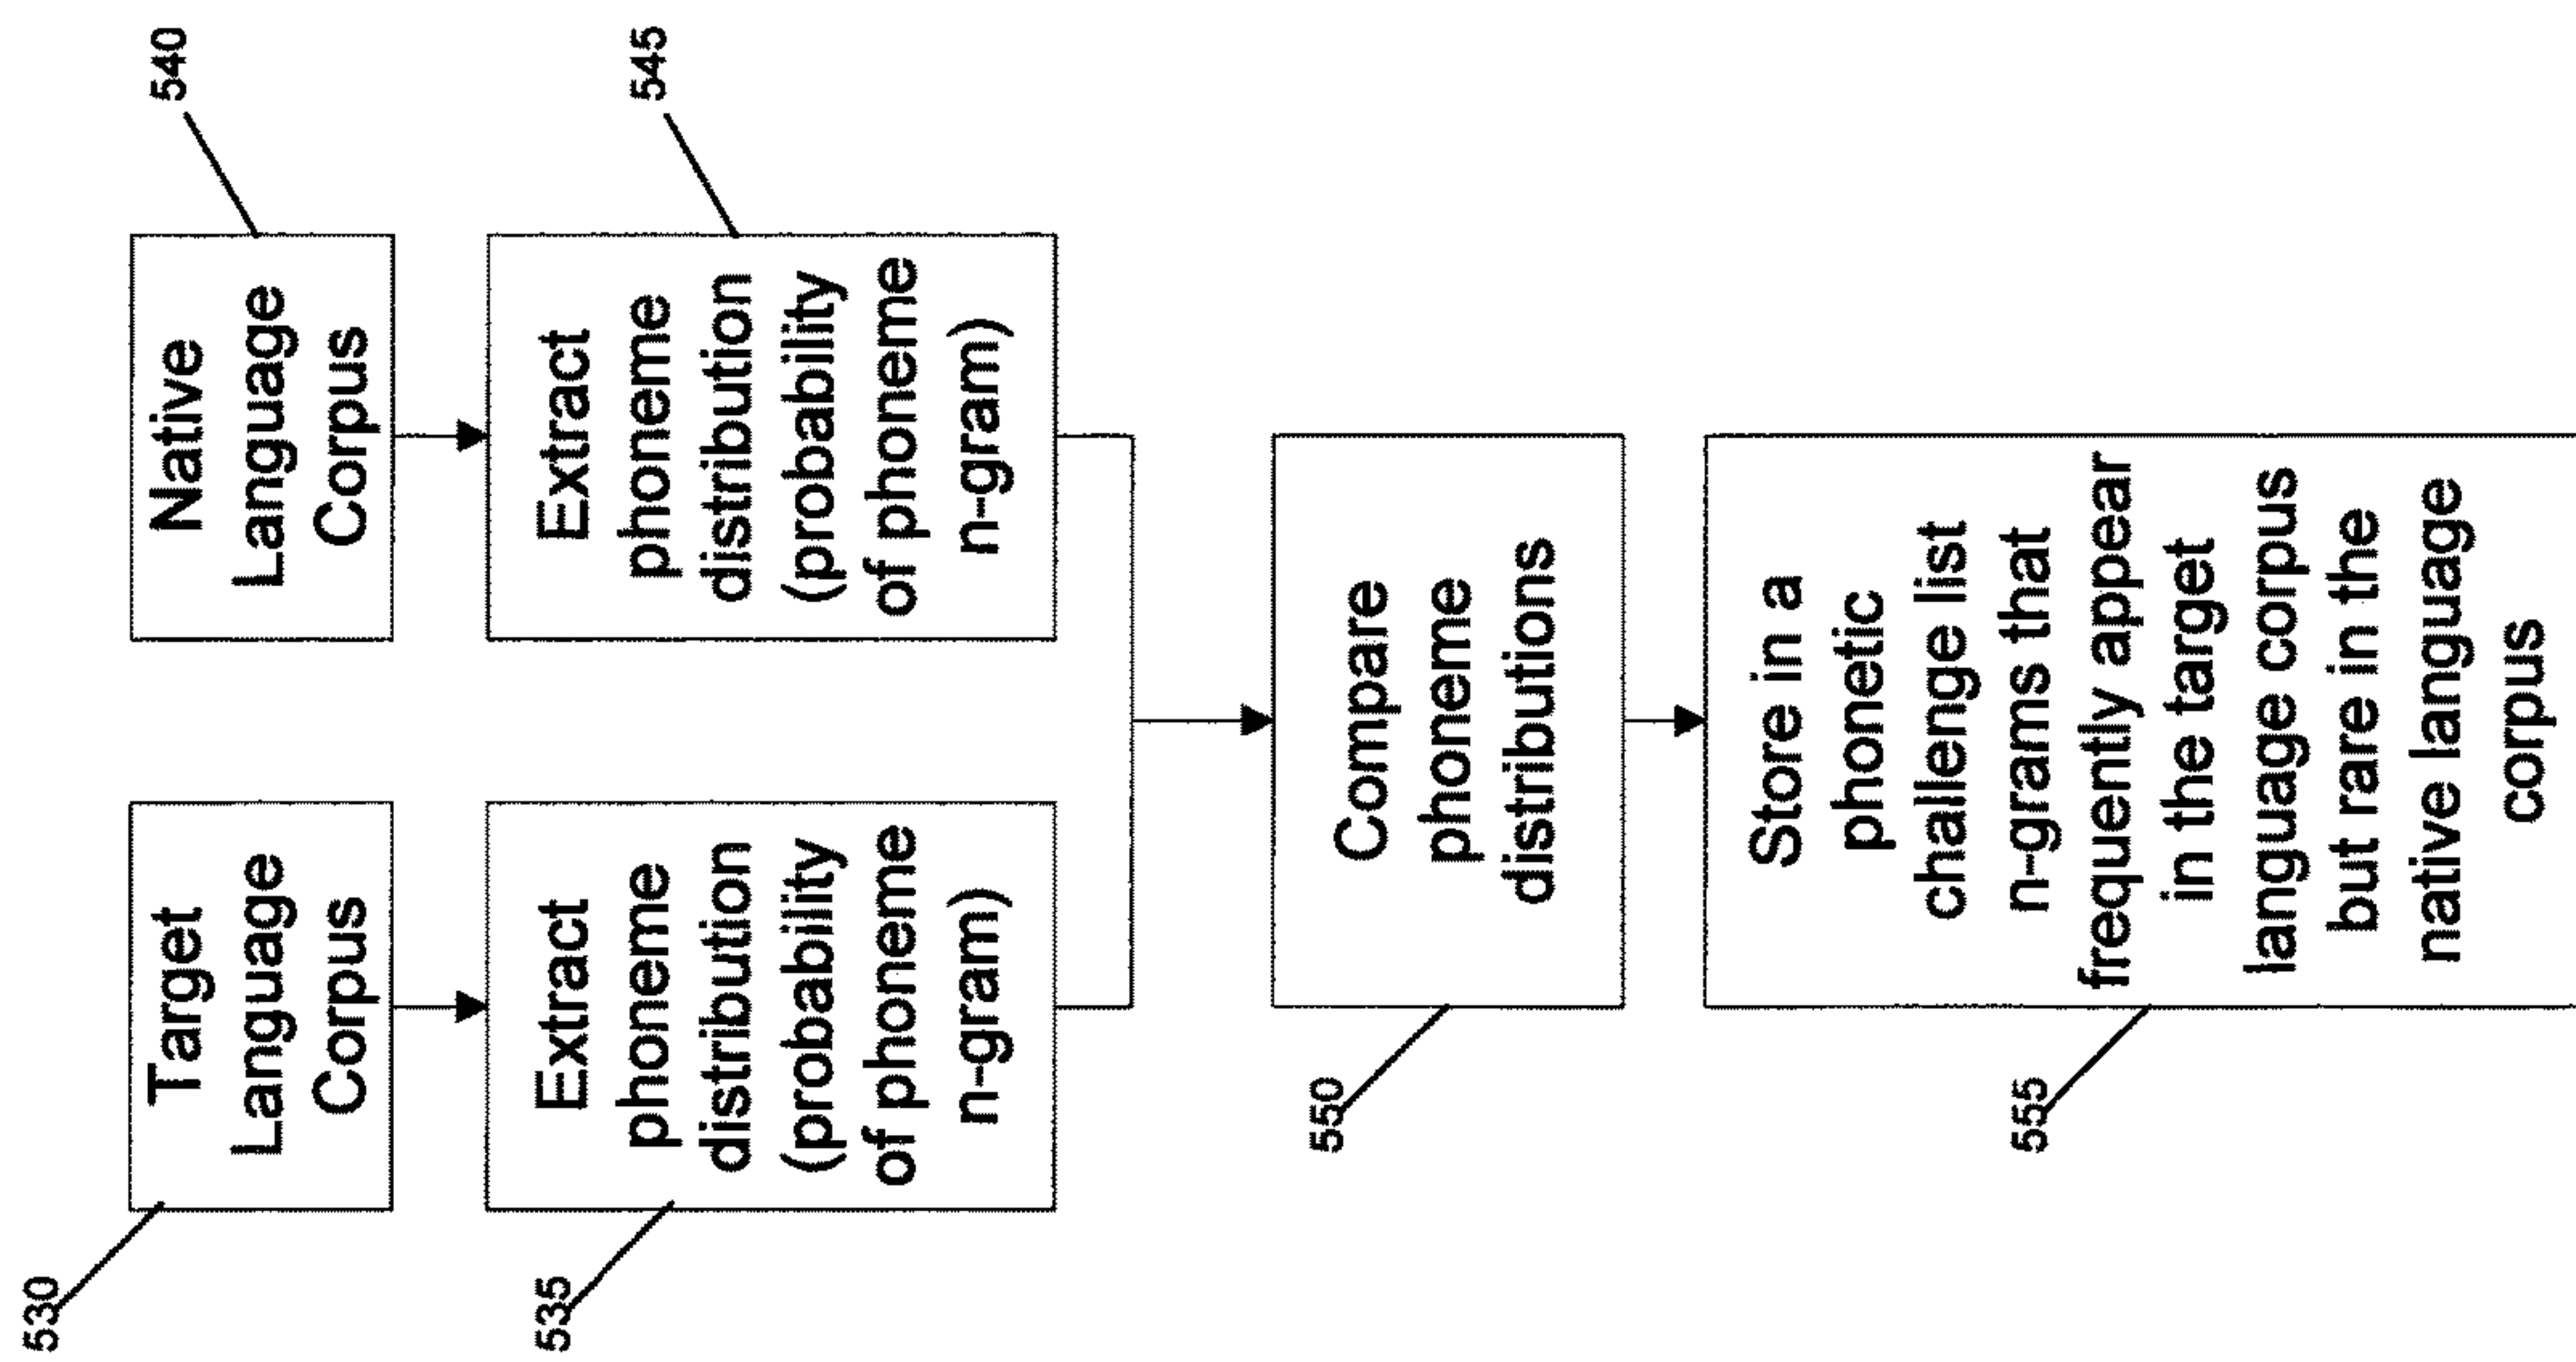 540
Native
Language
Corpus
545
Extract
phoneme
distribution
(probability
of phoneme
n-gram)
530
Target
Language
Corpus
535
Extract
phoneme
distribution
(probability
of phoneme
n-gram)
550
Compare
phoneme
distributions
555
Store in a
phonetic
challenge list
n-grams that
frequently appear
in the target
language corpus
but rare in the
native language
corpus